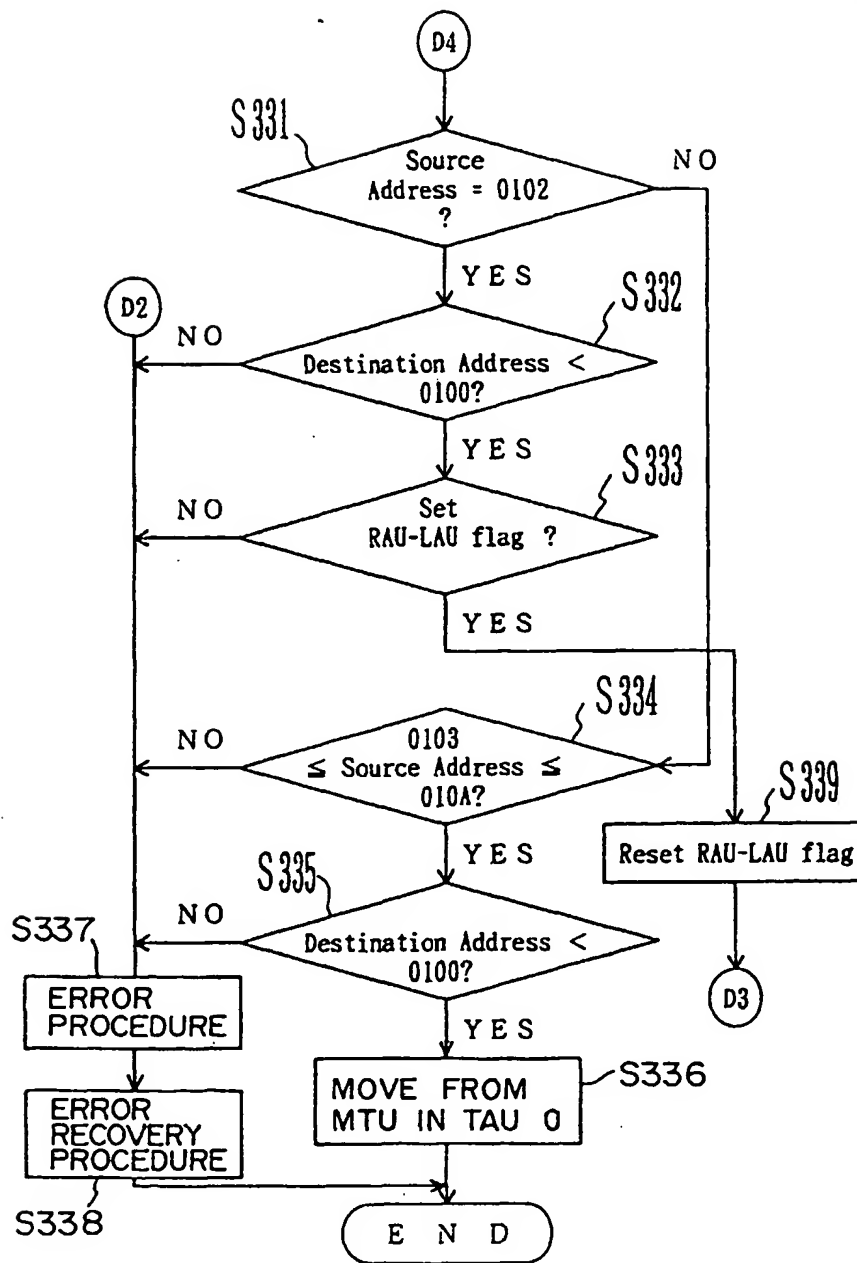 D4
S331
Source
Address = 0102
?
NO
YES
D2
S332
NO
Destination Address <
0100?
YES
S333
NO
Set
RAU-LAU flag ?
YES
S334
NO
0103
≦ Source Address ≦
010A?
S339
YES
Reset RAU-LAU flag
S335
NO
Destination Address <
0100?
S337
D3
ERROR
PROCEDURE
YES
S336
MOVE FROM
MTU IN TAU 0
ERROR
RECOVERY
PROCEDURE
S338
END